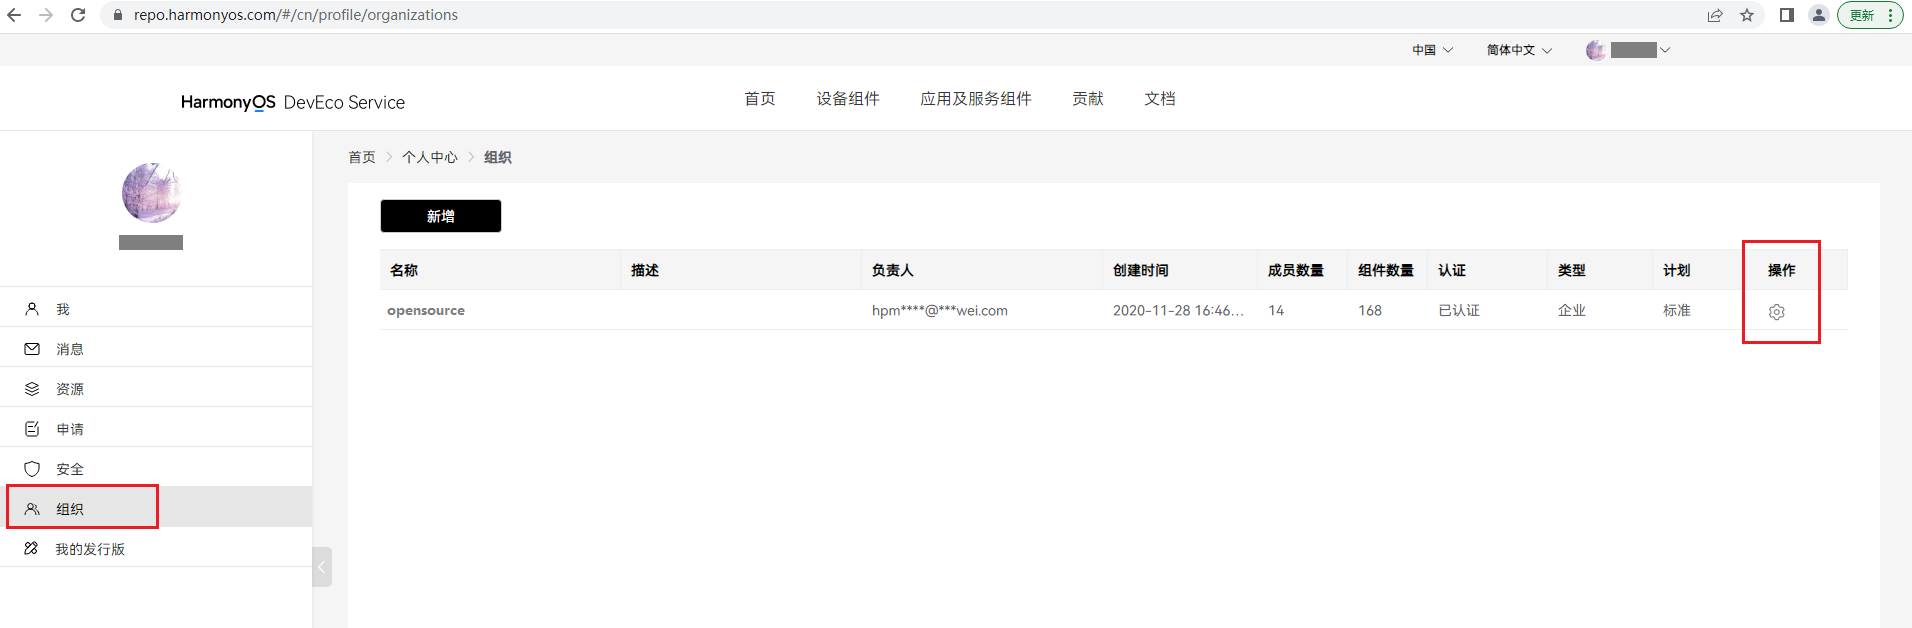 repo.harmonyos.com/#/cn/profile/organizations
更新
中国 简体中文
HarmonyOS DevEco Service 首页 设备组件 应用及服务组件 贡献 文档
首页 个人中心 组织
新增
名称 描述 负责人 创建时间 成员数量 组件数量 认证 类型 计划 操作
opensource hpm****@***wei.com 2020-11-28 16:46... 14 168 已认证 企业 标准
我
消息
资源
申请
安全
组织
我的发行版